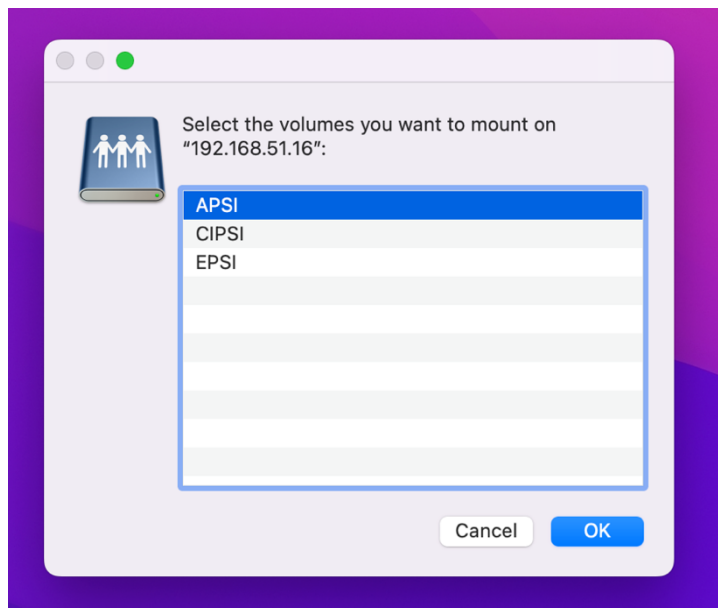 Select the volumes you want to mount on
“192.168.51.16”:
APSI
CIPSI
EPSI
Cancel
OK